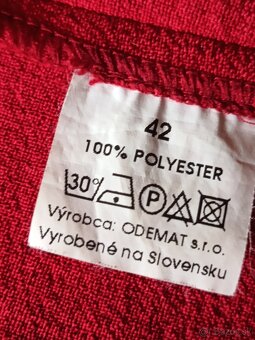 42
100% POLYESTER
30° P
Výrobca: ODEMAT s.r.o.
Vyrobené na Slovensku